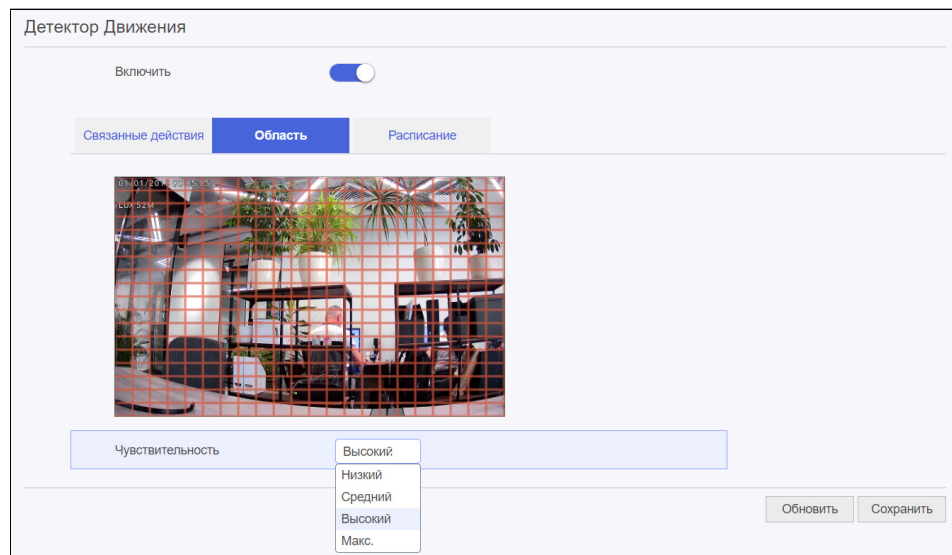 Детектор Движения
Включить
Связанные действия Область Расписание
LUX 52M
Чувствительность Высокий
Низкий
Средний
Высокий
Макс.
Обновить Сохранить